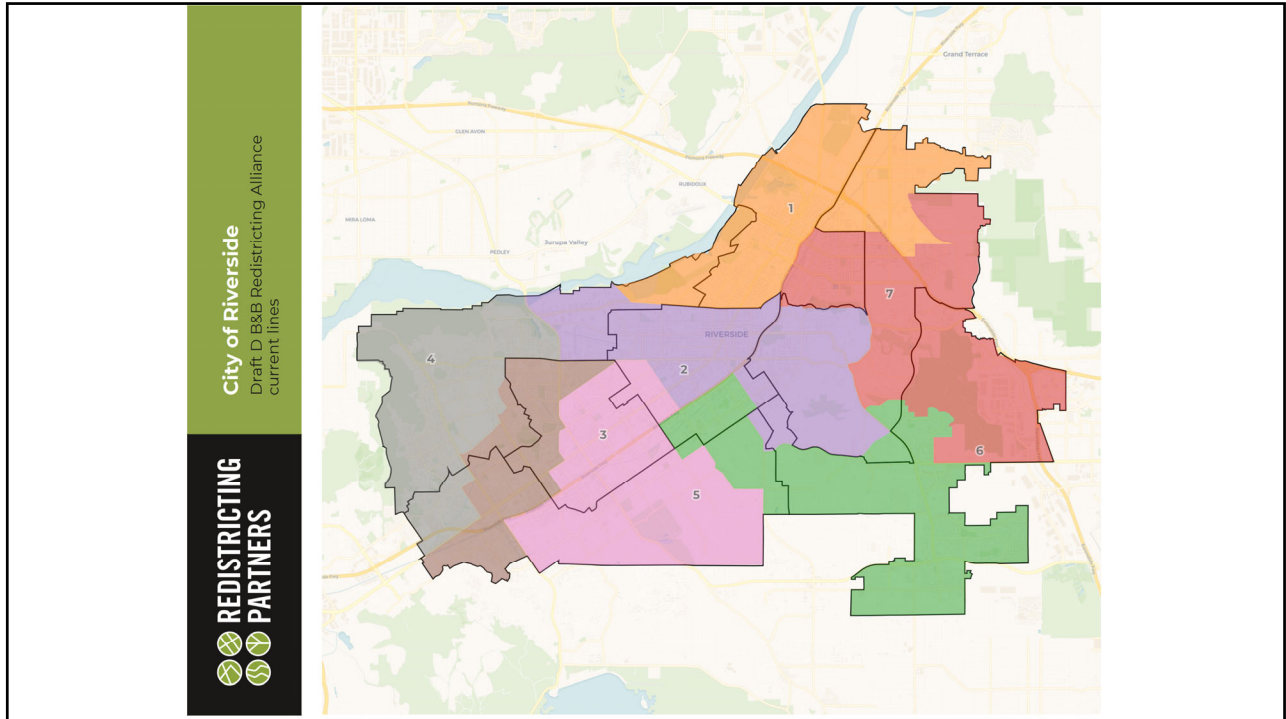 City of Riverside
Draft D B&B Redistricting Alliance
current lines
REDISTRICTING
PARTNERS
Grand Terrace
GLEN AVON
RUBIDOUX
MIRA LOMA
Jurupa Valley
PEDLEY
1
7
RIVERSIDE
4
2
3
6
5